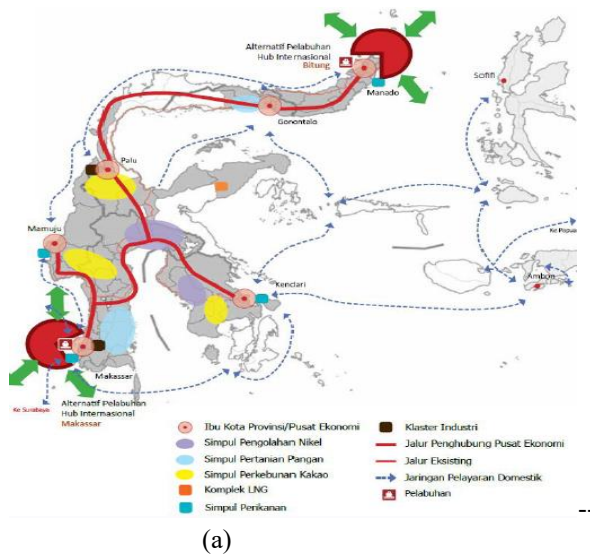 Alternatif Pelabuhan
Hub Internasional
Bitung
Manado
Gorontalo
Sofifi
Palu
Mamuju
Ke Papua
Kendari
Ambon
Makassar
Ke Surabaya
Alternatif Pelabuhan
Hub Internasional
Makassar
Ibu Kota Provinsi/Pusat Ekonomi
Simpul Pengolahan Nikel
Simpul Pertanian Pangan
Simpul Perkebunan Kakao
Komplek LNG
Simpul Perikanan
Klaster Industri
Jalur Penghubung Pusat Ekonomi
Jalur Eksisting
Jaringan Pelayaran Domestik
Pelabuhan
--
(a)